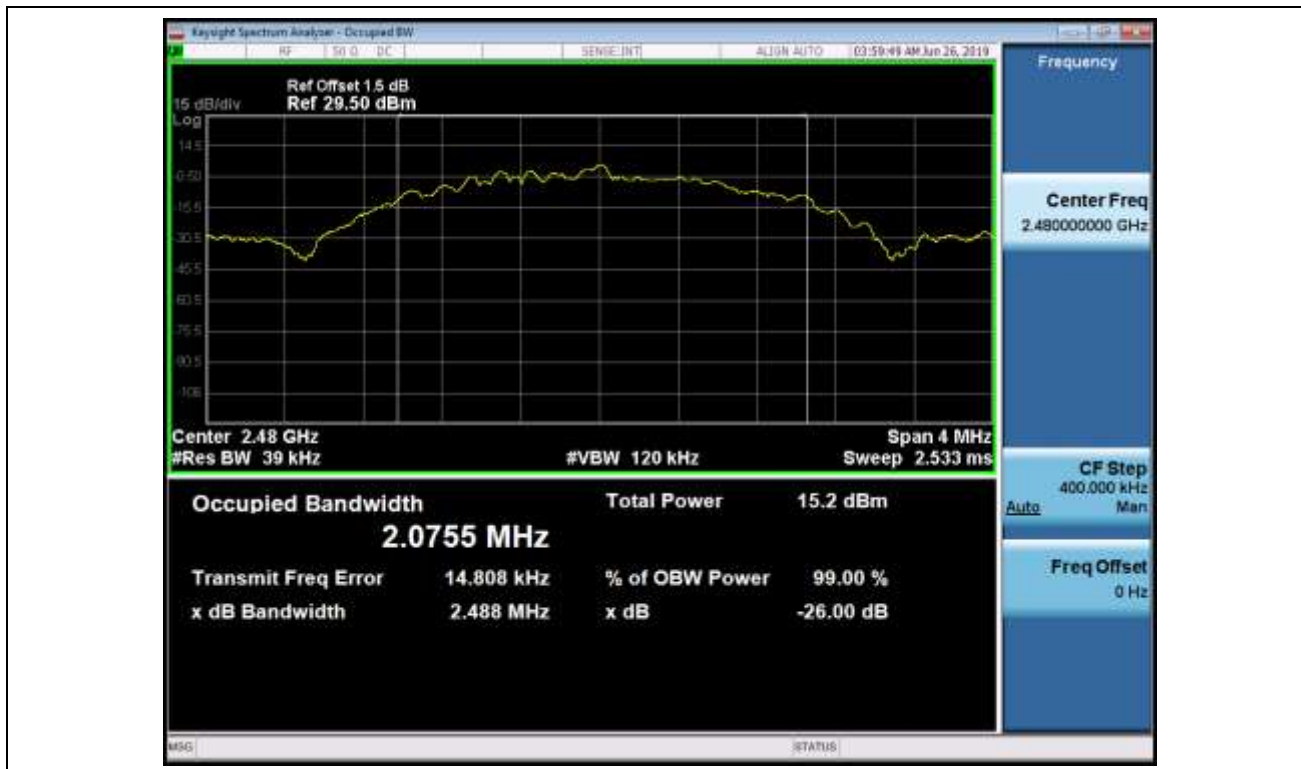 Keysight Spectrum Analyzer - Occupied BW
RF 50 Ω DC SENSE:INT ALIGN AUTO 03:59:49 AM Jun 26, 2019
Frequency
Ref Offset 1.5 dB
15 dB/div Ref 29.50 dBm
Log
14.5
-0.50
-15.5
-30.5
-45.5
-60.5
-75.5
-90.5
-106
Center 2.48 GHz Span 4 MHz
#Res BW 39 kHz #VBW 120 kHz Sweep 2.533 ms
Occupied Bandwidth Total Power 15.2 dBm
2.0755 MHz
Transmit Freq Error 14.808 kHz % of OBW Power 99.00 %
x dB Bandwidth 2.488 MHz x dB -26.00 dB
Center Freq
2.480000000 GHz
CF Step
400.000 kHz
Auto Man
Freq Offset
0 Hz
MSG STATUS